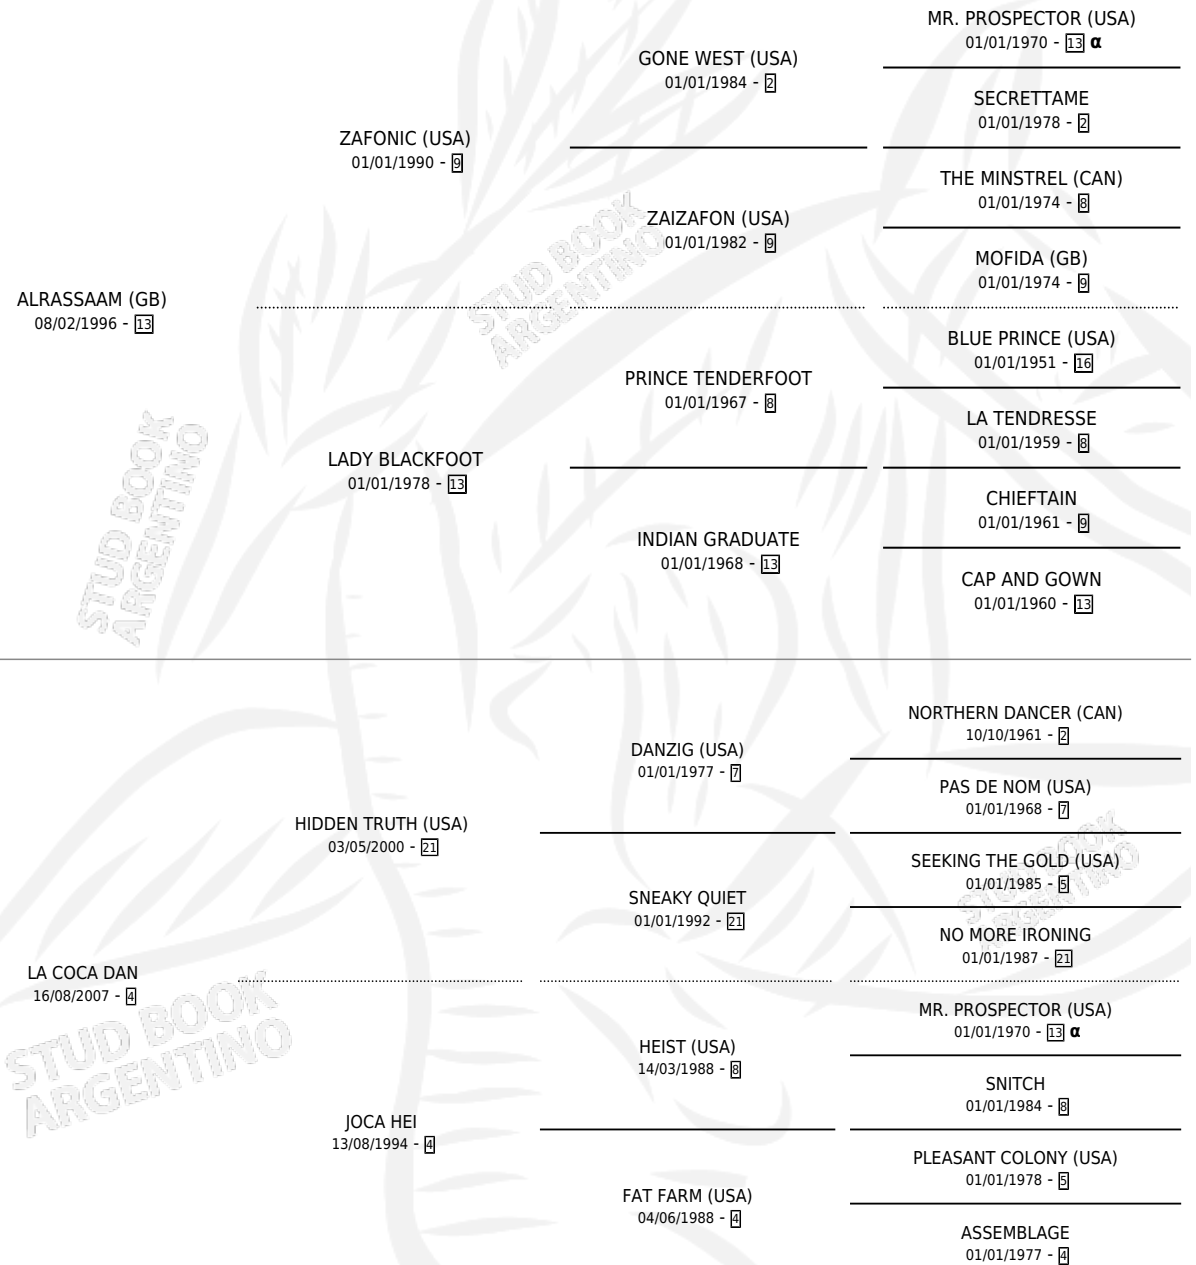 MR. PROSPECTOR (USA)
01/01/1970 - 13 α
GONE WEST (USA)
01/01/1984 - 2
SECRETTAME
01/01/1978 - 2
ZAFONIC (USA)
01/01/1990 - 9
THE MINSTREL (CAN)
01/01/1974 - 8
ZAIZAFON (USA)
01/01/1982 - 9
MOFIDA (GB)
01/01/1974 - 9
ALRASSAAM (GB)
08/02/1996 - 13
BLUE PRINCE (USA)
01/01/1951 - 16
PRINCE TENDERFOOT
01/01/1967 - 8
LA TENDRESSE
01/01/1959 - 8
LADY BLACKFOOT
01/01/1978 - 13
CHIEFTAIN
01/01/1961 - 9
INDIAN GRADUATE
01/01/1968 - 13
CAP AND GOWN
01/01/1960 - 13
NORTHERN DANCER (CAN)
10/10/1961 - 2
DANZIG (USA)
01/01/1977 - 7
PAS DE NOM (USA)
01/01/1968 - 7
HIDDEN TRUTH (USA)
03/05/2000 - 21
SEEKING THE GOLD (USA)
01/01/1985 - 5
SNEAKY QUIET
01/01/1992 - 21
NO MORE IRONING
01/01/1987 - 21
LA COCA DAN
16/08/2007 - 4
MR. PROSPECTOR (USA)
01/01/1970 - 13 α
HEIST (USA)
14/03/1988 - 8
SNITCH
01/01/1984 - 8
JOCA HEI
13/08/1994 - 4
PLEASANT COLONY (USA)
01/01/1978 - 5
FAT FARM (USA)
04/06/1988 - 4
ASSEMBLAGE
01/01/1977 - 4
STUD BOOK
ARGENTINO
STUD BOOK
ARGENTINO
STUD BOOK
ARGENTINO
STUD BOOK
ARGENTINO